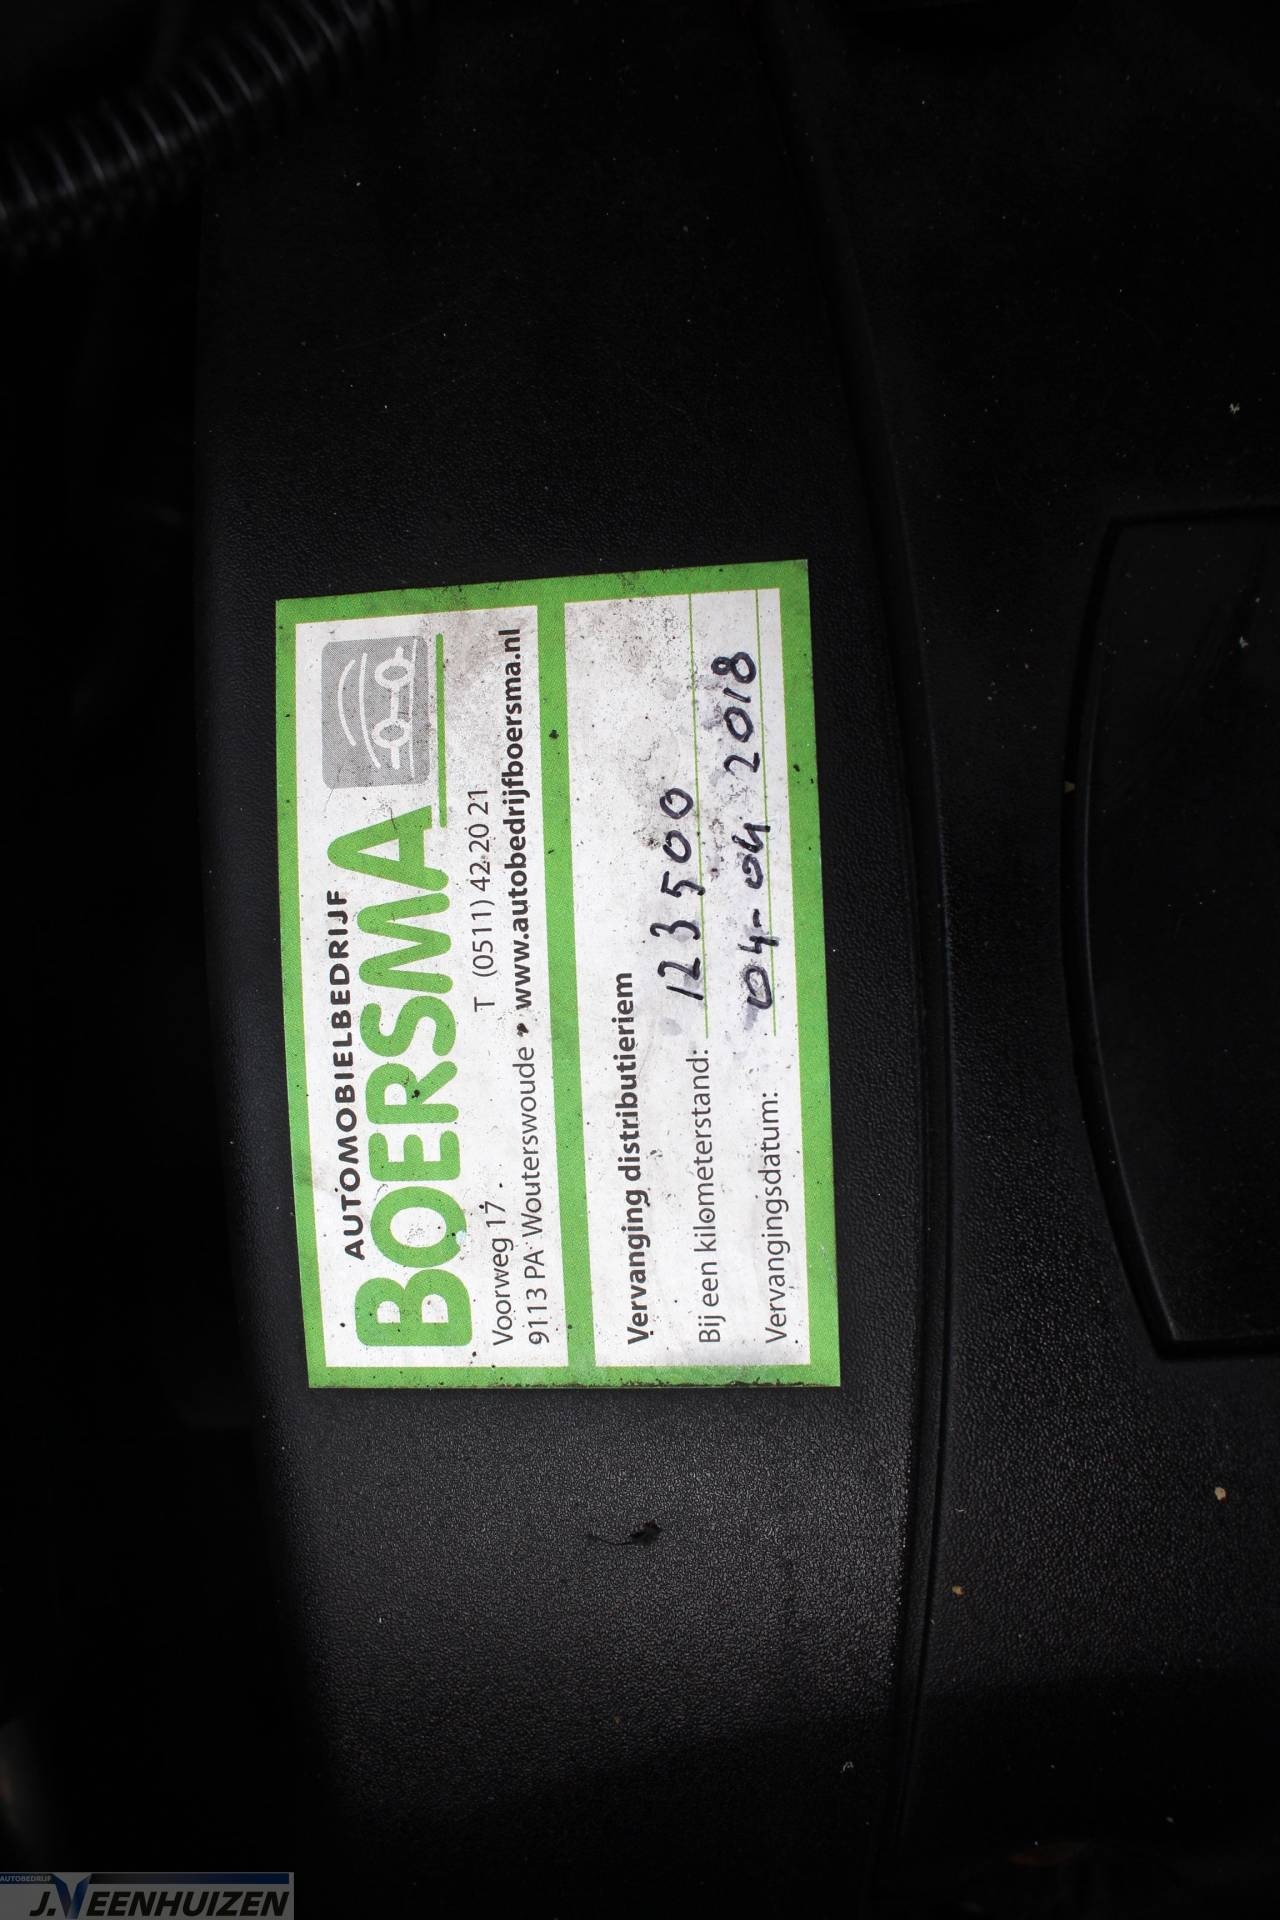 AUTOMOBIELBEDRIJF
BOERSMA
Voorweg 17
T (0511) 42 20 21
9113 PA Wouterswoude • www.autobedrijfboersma.nl
Vervanging distributieriem
Bij een kilometerstand: 123500
Vervangingsdatum: 04-04 2018
AUTOBEDRIJF
J.VEENHUIZEN